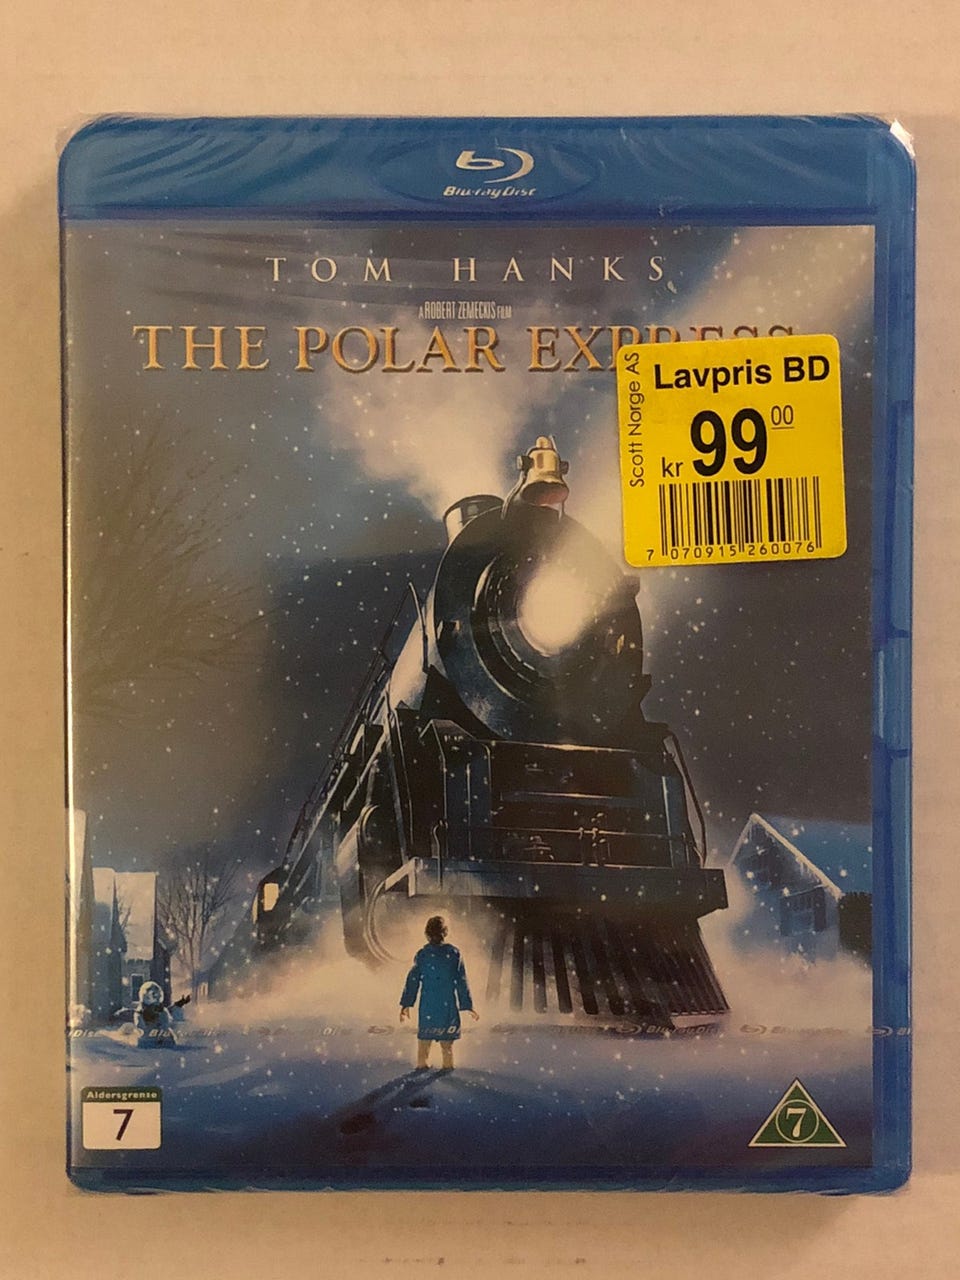 Blu-ray Disc
TOM HANKS
A ROBERT ZEMECKIS FILM
THE POLAR EXPRESS
Scott Norge AS
Lavpris BD
kr 99 00
7 070915 260076
Aldersgrense
7
7